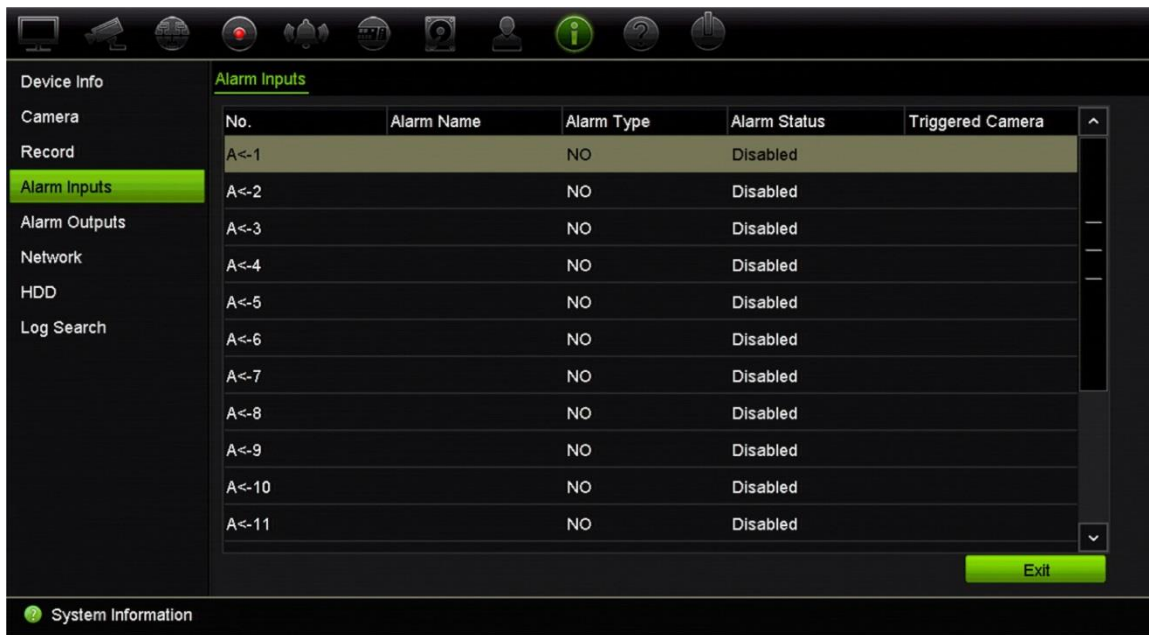 Device Info
Camera
Record
Alarm Inputs
Alarm Outputs
Network
HDD
Log Search
Alarm Inputs
No. Alarm Name Alarm Type Alarm Status Triggered Camera
A<-1 NO Disabled
A<-2 NO Disabled
A<-3 NO Disabled
A<-4 NO Disabled
A<-5 NO Disabled
A<-6 NO Disabled
A<-7 NO Disabled
A<-8 NO Disabled
A<-9 NO Disabled
A<-10 NO Disabled
A<-11 NO Disabled
Exit
System Information